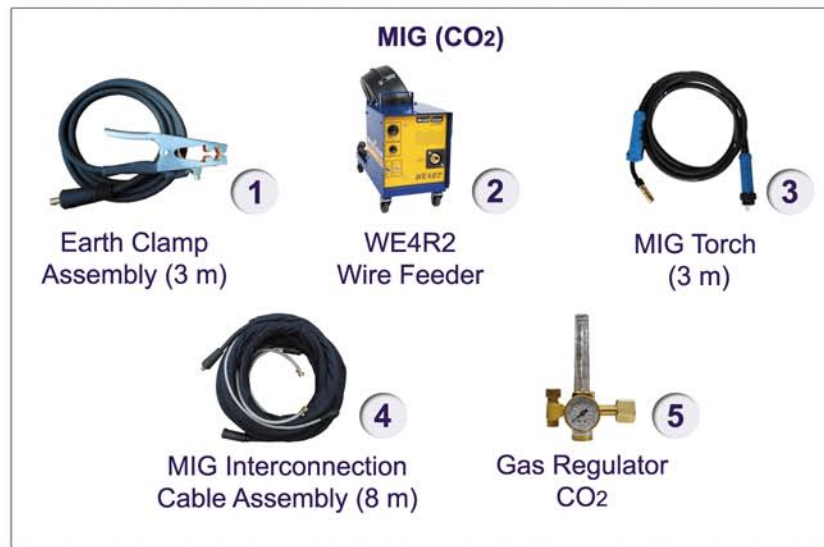 MIG (CO2)
1
2
3
Earth Clamp
Assembly (3 m)
WE4R2
Wire Feeder
MIG Torch
(3 m)
WE4R2
4
5
MIG Interconnection
Cable Assembly (8 m)
Gas Regulator
CO2